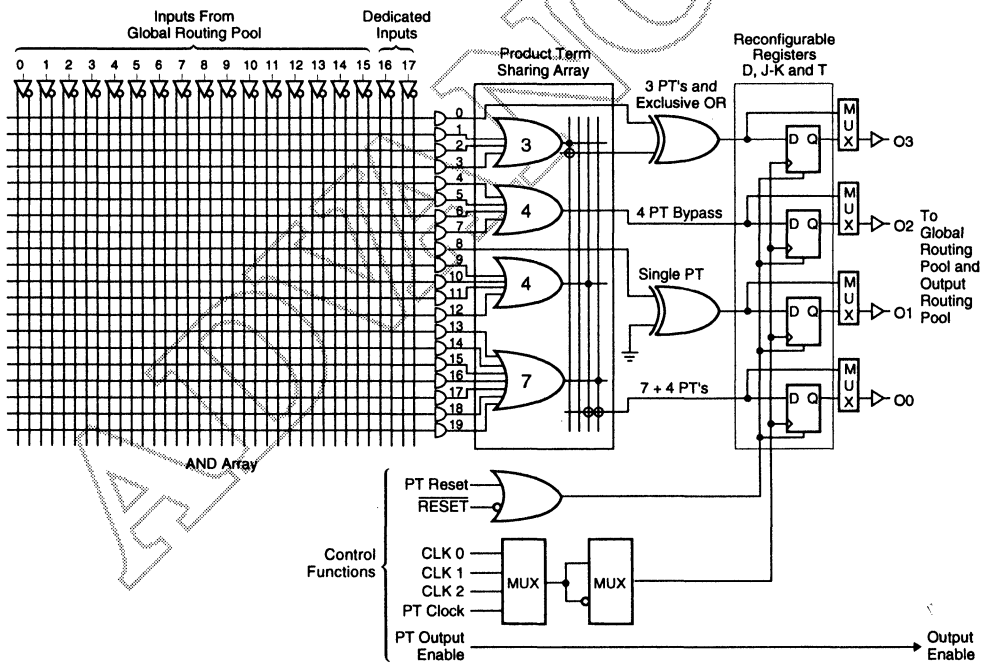 Inputs From
Global Routing Pool
Dedicated
Inputs
0 1 2 3 4 5 6 7 8 9 10 11 12 13 14 15 16 17
Product Term
Sharing Array
3 PT's and
Exclusive OR
Reconfigurable
Registers
D, J-K and T
0
1
2
3
4
5
6
7
8
9
10
11
12
13
14
15
16
17
18
19
3
4
4
7
4 PT Bypass
Single PT
7 + 4 PT's
D Q
MUX
O3
D Q
MUX
O2
D Q
MUX
O1
D Q
MUX
O0
To
Global
Routing
Pool and
Output
Routing
Pool
AND Array
Control
Functions
PT Reset
RESET
CLK 0
CLK 1
CLK 2
PT Clock
MUX
MUX
PT Output
Enable
Output
Enable